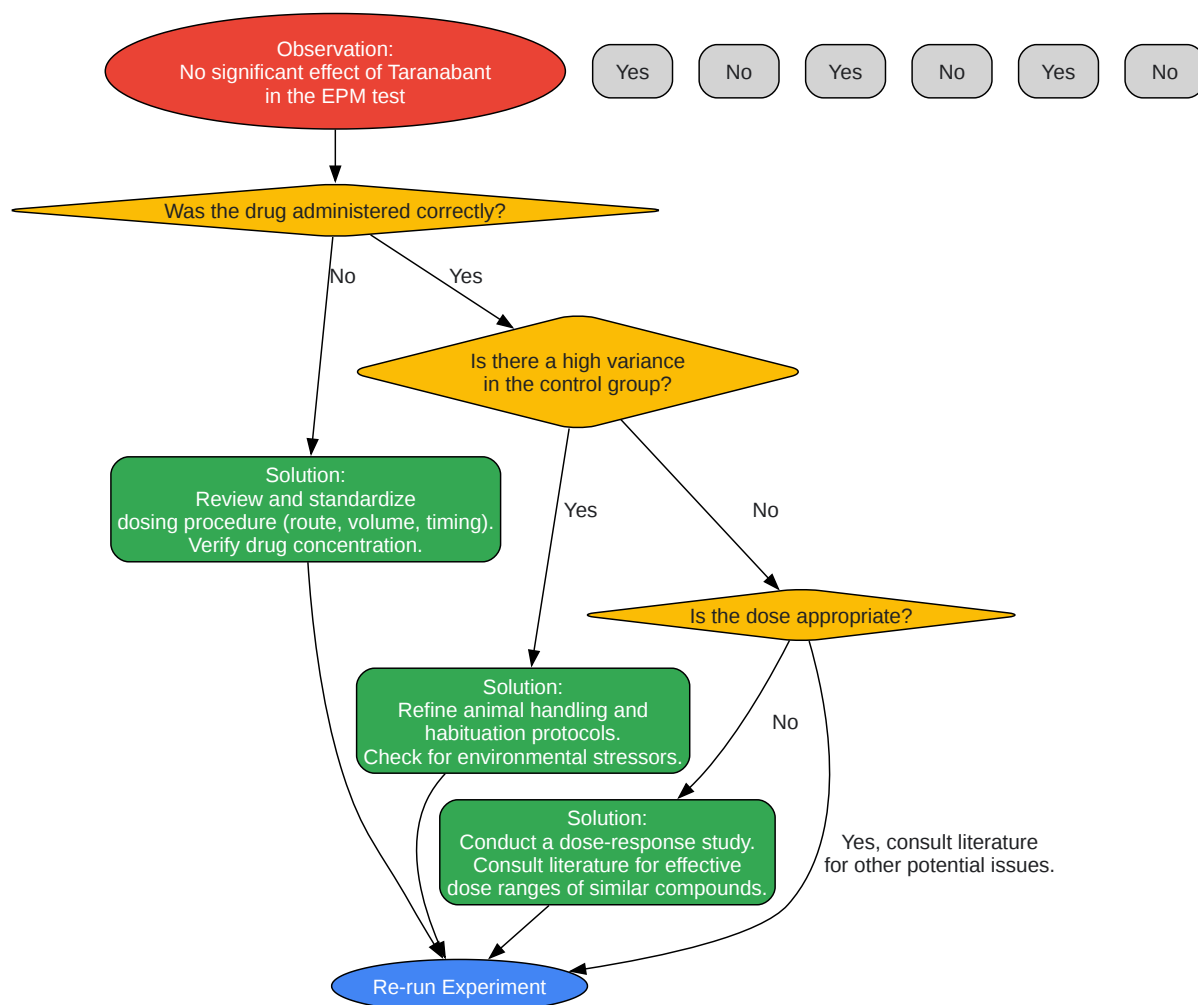 Observation:
No significant effect of Taranabant
in the EPM test
Yes
No
Yes
No
Yes
No
Was the drug administered correctly?
No
Yes
Is there a high variance
in the control group?
Solution:
Review and standardize
dosing procedure (route, volume, timing).
Verify drug concentration.
Yes
No
Is the dose appropriate?
Solution:
Refine animal handling and
habituation protocols.
Check for environmental stressors.
No
Solution:
Conduct a dose-response study.
Consult literature for effective
dose ranges of similar compounds.
Yes, consult literature
for other potential issues.
Re-run Experiment